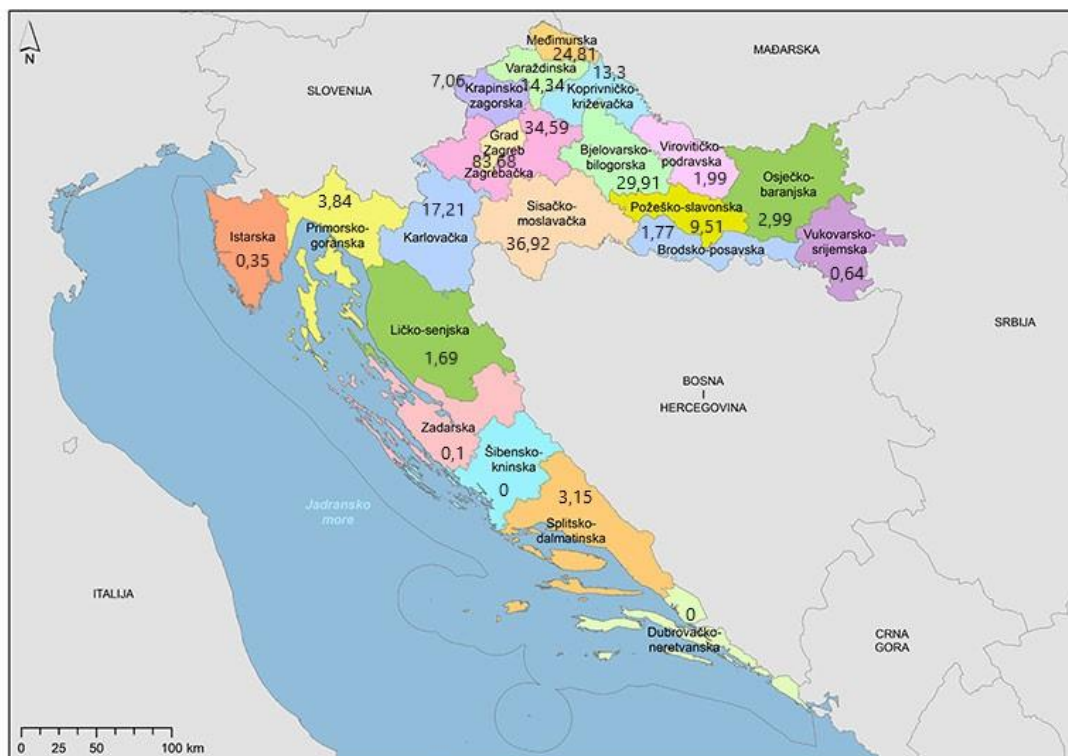 N
SLOVENIJA
MAĐARSKA
Međimurska
24,81
Varaždinska
14,34
7,06
Krapinsko-
zagorska
13,3
Koprivničko-
križevačka
34,59
Grad
Zagreb
83,68
Zagrebačka
Bjelovarsko-
bilogorska
29,91
Virovitičko-
podravska
1,99
Osječko-
baranjska
2,99
Istarska
0,35
3,84
Primorsko-
goranska
17,21
Karlovačka
Sisačko-
moslavačka
36,92
Požeško-slavonska
9,51
1,77
Brodsko-posavska
Vukovarsko-
srijemska
0,64
Ličko-senjska
1,69
SRBIJA
BOSNA
I
HERCEGOVINA
Zadarska
0,1
Šibensko-
kninska
0
3,15
Splitsko-
dalmatinska
Jadransko
more
ITALIJA
0
Dubrovačko-
neretvanska
CRNA
GORA
0 25 50 100 km